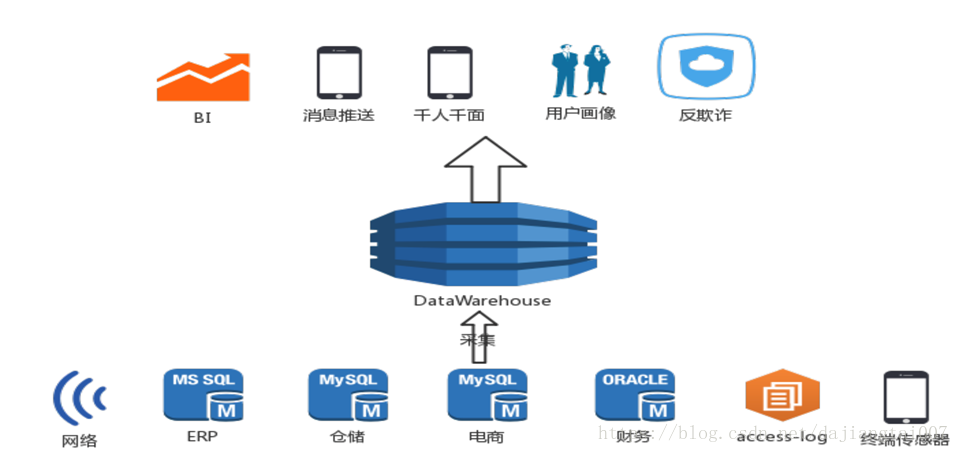 BI
消息推送
千人千面
用户画像
反欺诈
DataWarehouse
采集
MS SQL
M
MySQL
M
MySQL
M
ORACLE
M
网络
ERP
仓储
电商
财务
access-log
终端传感器
https://blog.csdn.net/dajiangtai007